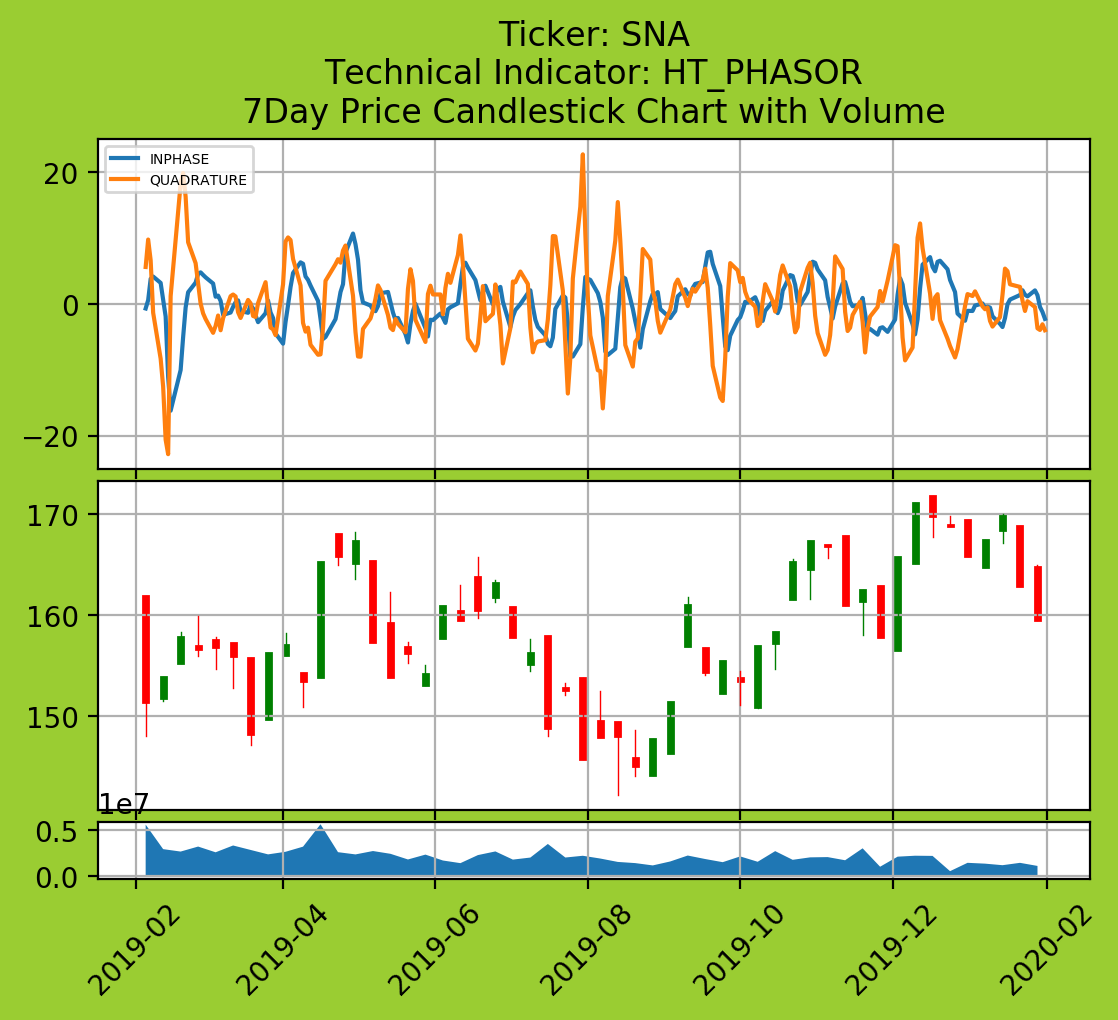 Ticker: SNA
Technical Indicator: HT_PHASOR
7Day Price Candlestick Chart with Volume
INPHASE
QUADRATURE
20
0
−20
170
160
150
1e7
0.5
0.0
2019-02
2019-04
2019-06
2019-08
2019-10
2019-12
2020-02